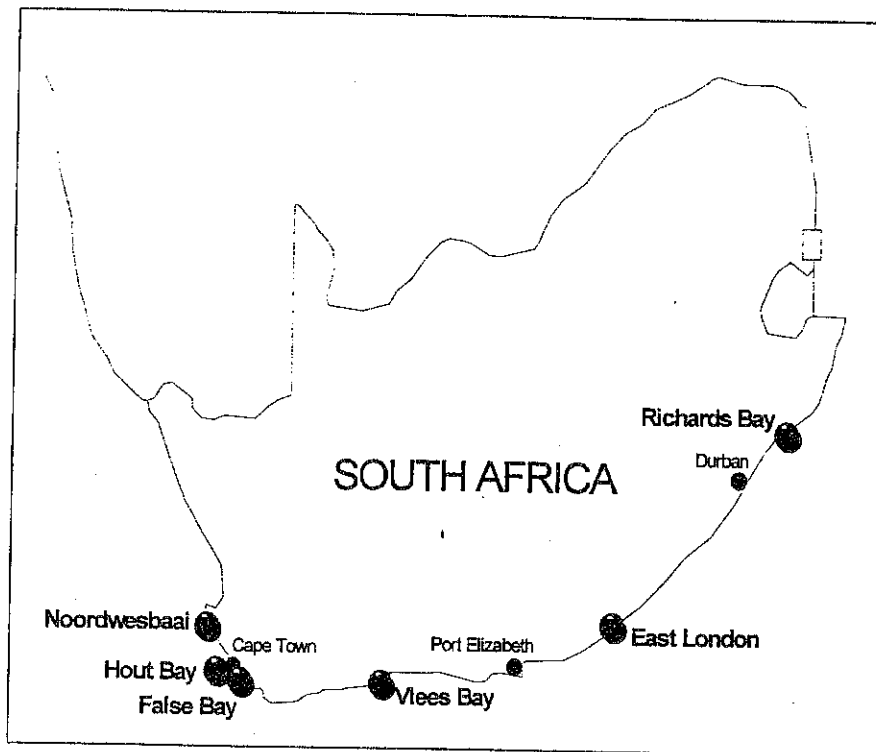 Richards Bay
Durban
SOUTH AFRICA
Noordwesbaai
Cape Town
Port Elizabeth
East London
Hout Bay
False Bay
Vlees Bay